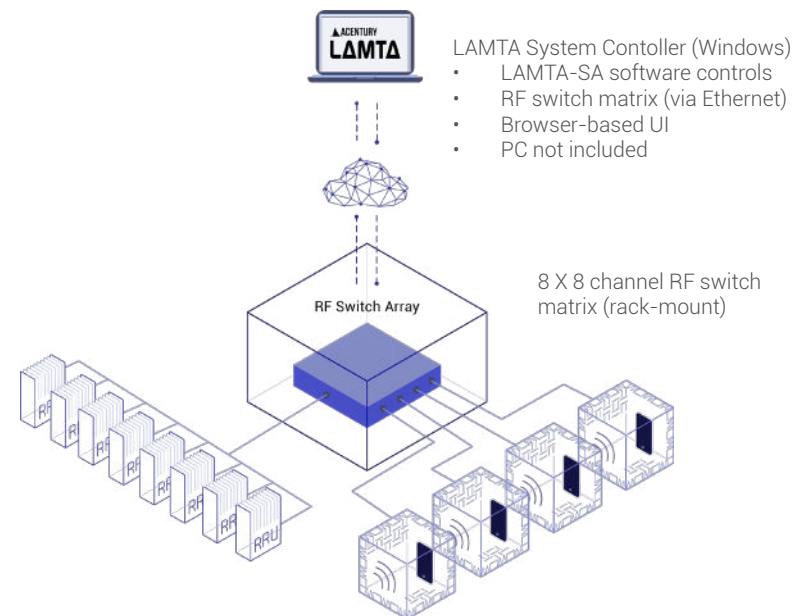 ACENTURY
LAMTA
LAMTA System Contoller (Windows)
• LAMTA-SA software controls
• RF switch matrix (via Ethernet)
• Browser-based UI
• PC not included
8 X 8 channel RF switch
matrix (rack-mount)
RF Switch Array
RRU